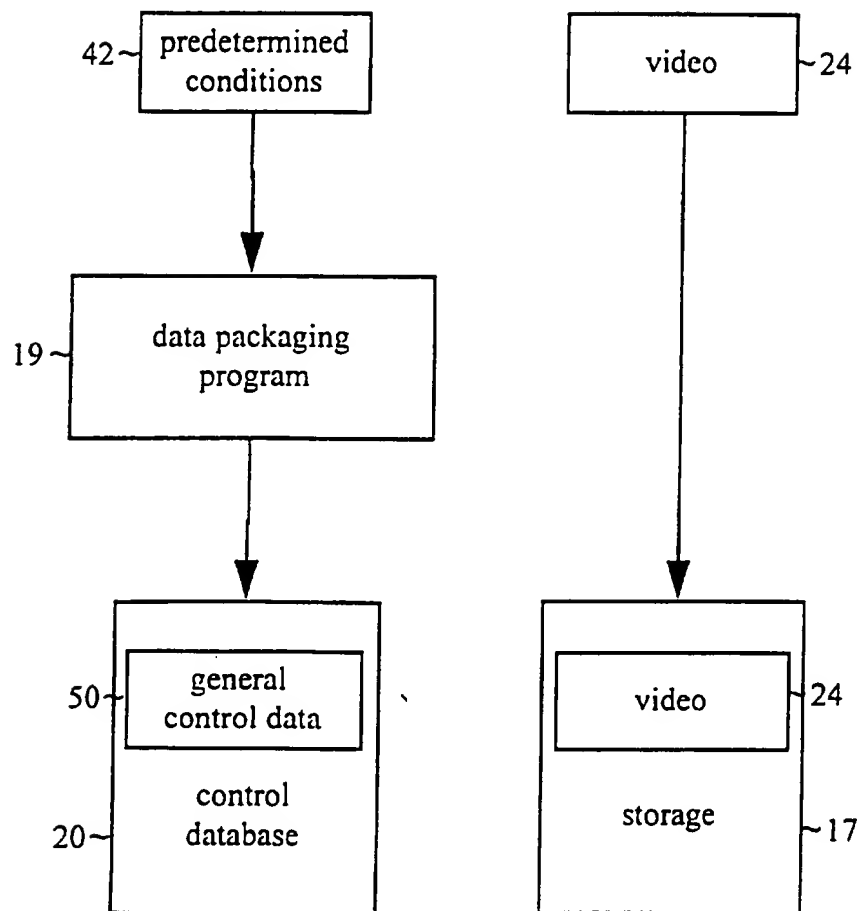 42
predetermined
conditions
video
24
19
data packaging
program
50
general
control data
20
control
database
video
24
storage
17